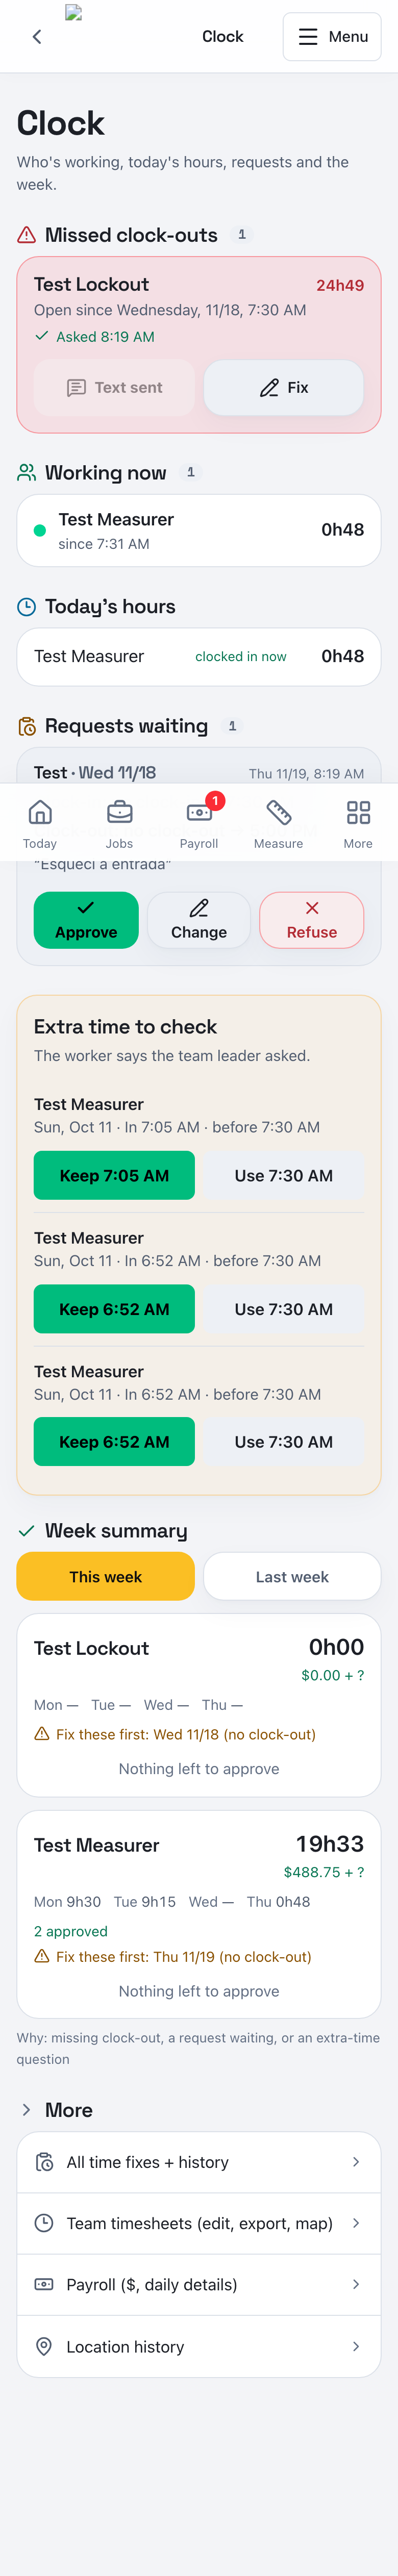 Clock
Menu
Clock
Who's working, today's hours, requests and the
week.
Missed clock-outs 1
Test Lockout 24h49
Open since Wednesday, 11/18, 7:30 AM
Asked 8:19 AM
Text sent
Fix
Working now 1
Test Measurer 0h48
since 7:31 AM
Today's hours
Test Measurer clocked in now 0h48
Requests waiting 1
Test · Wed 11/18 Thu 11/19, 8:19 AM
1
Today Jobs Payroll Measure More
"Esqueci a entrada"
Approve Change Refuse
Extra time to check
The worker says the team leader asked.
Test Measurer
Sun, Oct 11 · In 7:05 AM · before 7:30 AM
Keep 7:05 AM Use 7:30 AM
Test Measurer
Sun, Oct 11 · In 6:52 AM · before 7:30 AM
Keep 6:52 AM Use 7:30 AM
Test Measurer
Sun, Oct 11 · In 6:52 AM · before 7:30 AM
Keep 6:52 AM Use 7:30 AM
Week summary
This week Last week
Test Lockout 0h00
$0.00 + ?
Mon — Tue — Wed — Thu —
Fix these first: Wed 11/18 (no clock-out)
Nothing left to approve
Test Measurer 19h33
$488.75 + ?
Mon 9h30 Tue 9h15 Wed — Thu 0h48
2 approved
Fix these first: Thu 11/19 (no clock-out)
Nothing left to approve
Why: missing clock-out, a request waiting, or an extra-time
question
More
All time fixes + history
Team timesheets (edit, export, map)
Payroll ($, daily details)
Location history